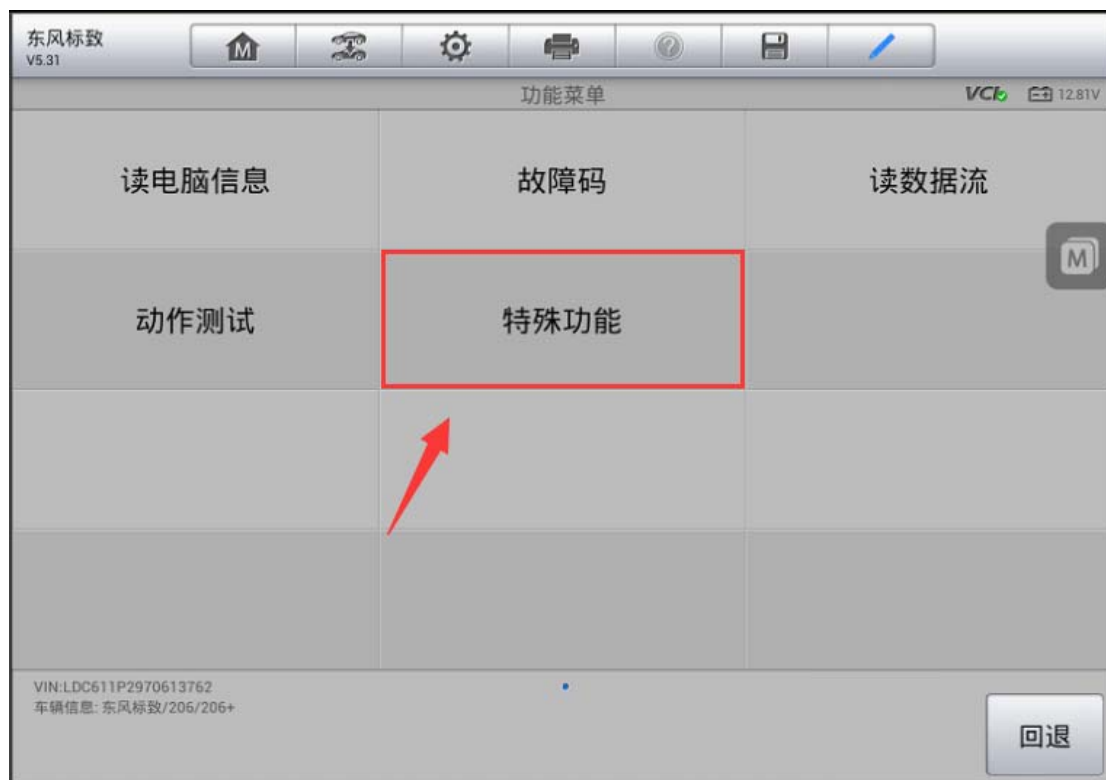 东风标致
V5.31
M
功能菜单
VCI
12.81V
读电脑信息
故障码
读数据流
M
动作测试
特殊功能
VIN:LDC611P2970613762
车辆信息: 东风标致/206/206+
回退